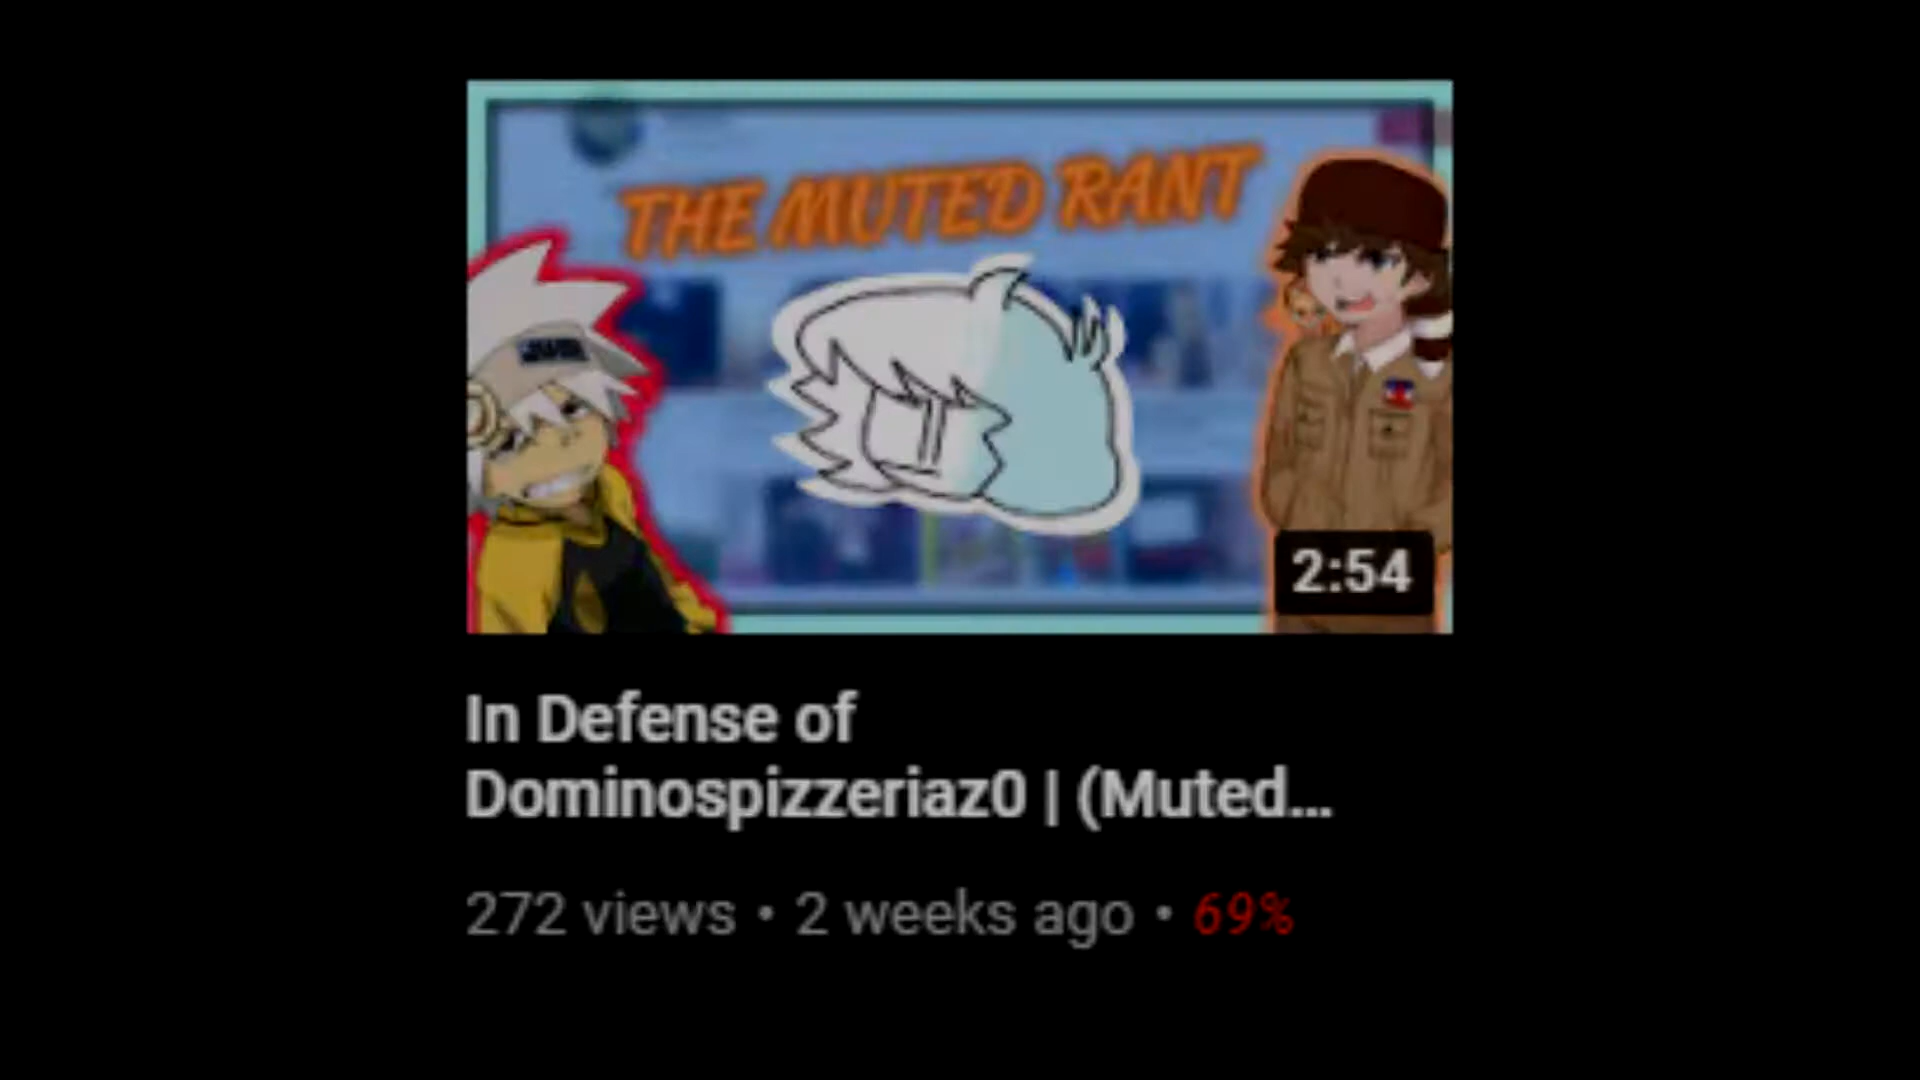 THE MUTED RANT
2:54
In Defense of
Dominospizzeriaz0 | (Muted...
272 views • 2 weeks ago • 69%